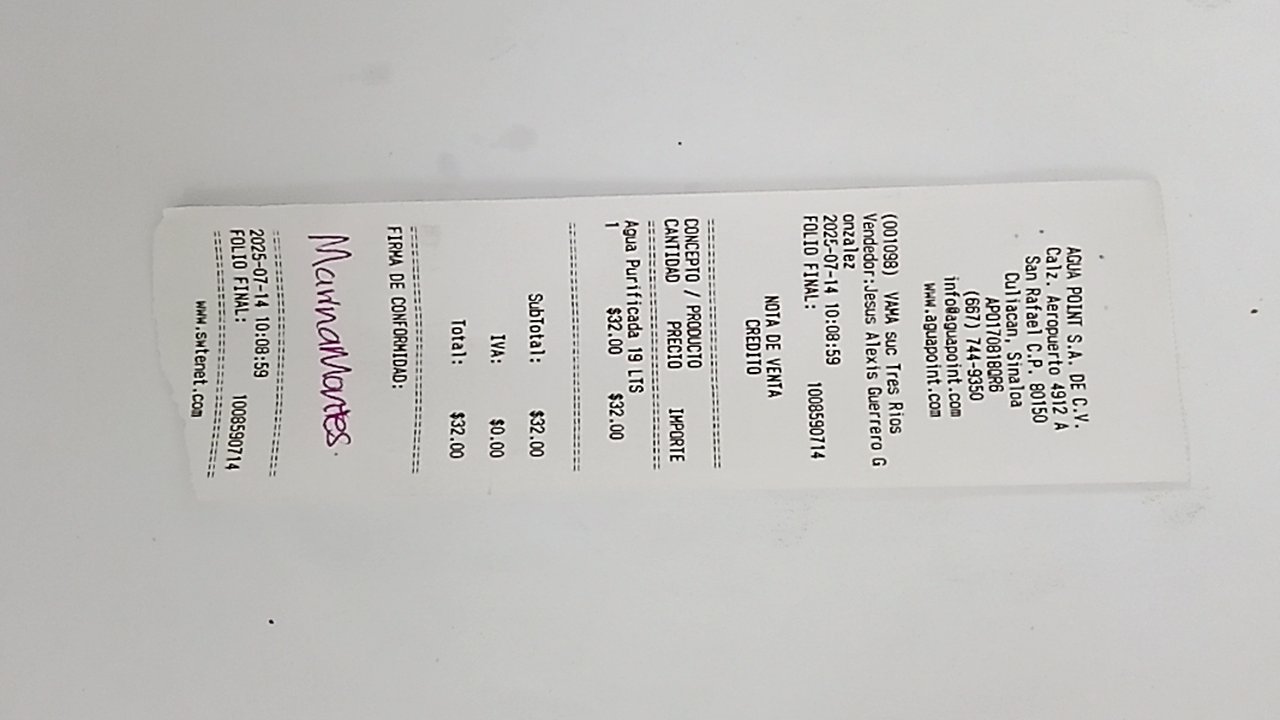 AGUA POINT S.A. DE C.V.
Calz. Aeropuerto 4912 A
San Rafael C.P. 80150
Culiacan, Sinaloa
APO170818QR6
(667) 744-9350
info@aguapoint.com
www.aguapoint.com
(001098) VAMA suc Tres Rios
Vendedor:Jesus Alexis Guerrero G
onzalez
2025-07-14 10:08:59
FOLIO FINAL: 1008590714
NOTA DE VENTA
CREDITO
================================
CONCEPTO / PRODUCTO
CANTIDAD PRECIO IMPORTE
================================
Agua Purificada 19 LTS
1 $32.00 $32.00
================================
SubTotal: $32.00
IVA: $0.00
Total: $32.00
================================
FIRMA DE CONFORMIDAD:
Marina Montes.
================================
2025-07-14 10:08:59
FOLIO FINAL: 1008590714
================================
www.swtenet.com